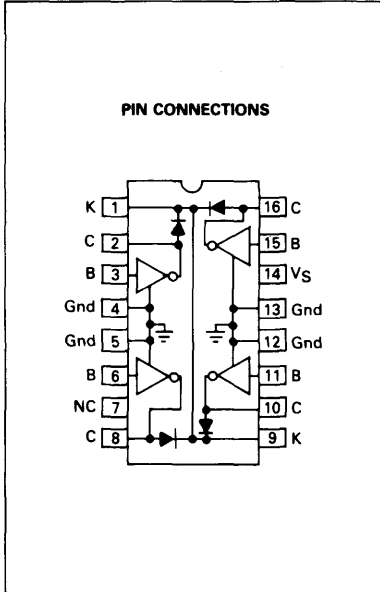 PIN CONNECTIONS
K 1 16 C
C 2 15 B
B 3 14 VS
Gnd 4 13 Gnd
Gnd 5 12 Gnd
B 6 11 B
NC 7 10 C
C 8 9 K